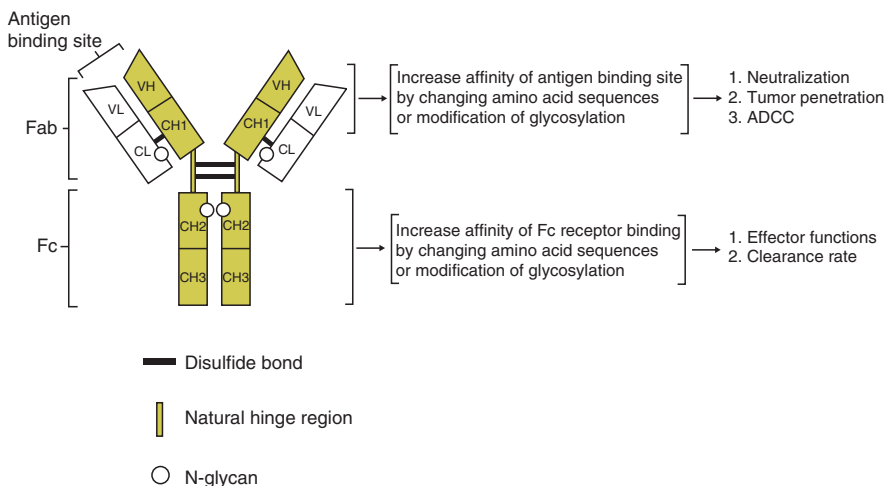 Antigen
binding site
Fab
Fc
VH
VL
CH1
CL
VH
VL
CH1
CL
CH2
CH2
CH3
CH3
Increase affinity of antigen binding site
by changing amino acid sequences
or modification of glycosylation
1. Neutralization
2. Tumor penetration
3. ADCC
Increase affinity of Fc receptor binding
by changing amino acid sequences
or modification of glycosylation
1. Effector functions
2. Clearance rate
Disulfide bond
Natural hinge region
N-glycan